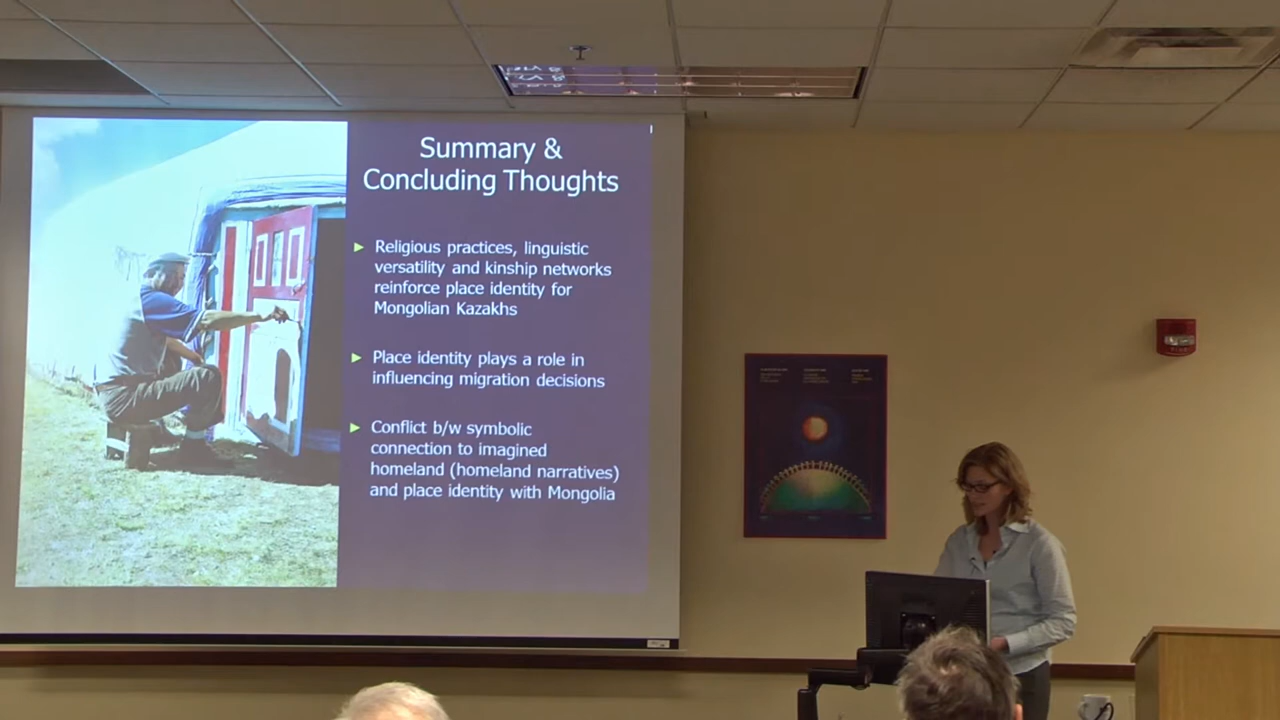 Summary &
Concluding Thoughts
Religious practices, linguistic
versatility and kinship networks
reinforce place identity for
Mongolian Kazakhs
Place identity plays a role in
influencing migration decisions
Conflict b/w symbolic
connection to imagined
homeland (homeland narratives)
and place identity with Mongolia